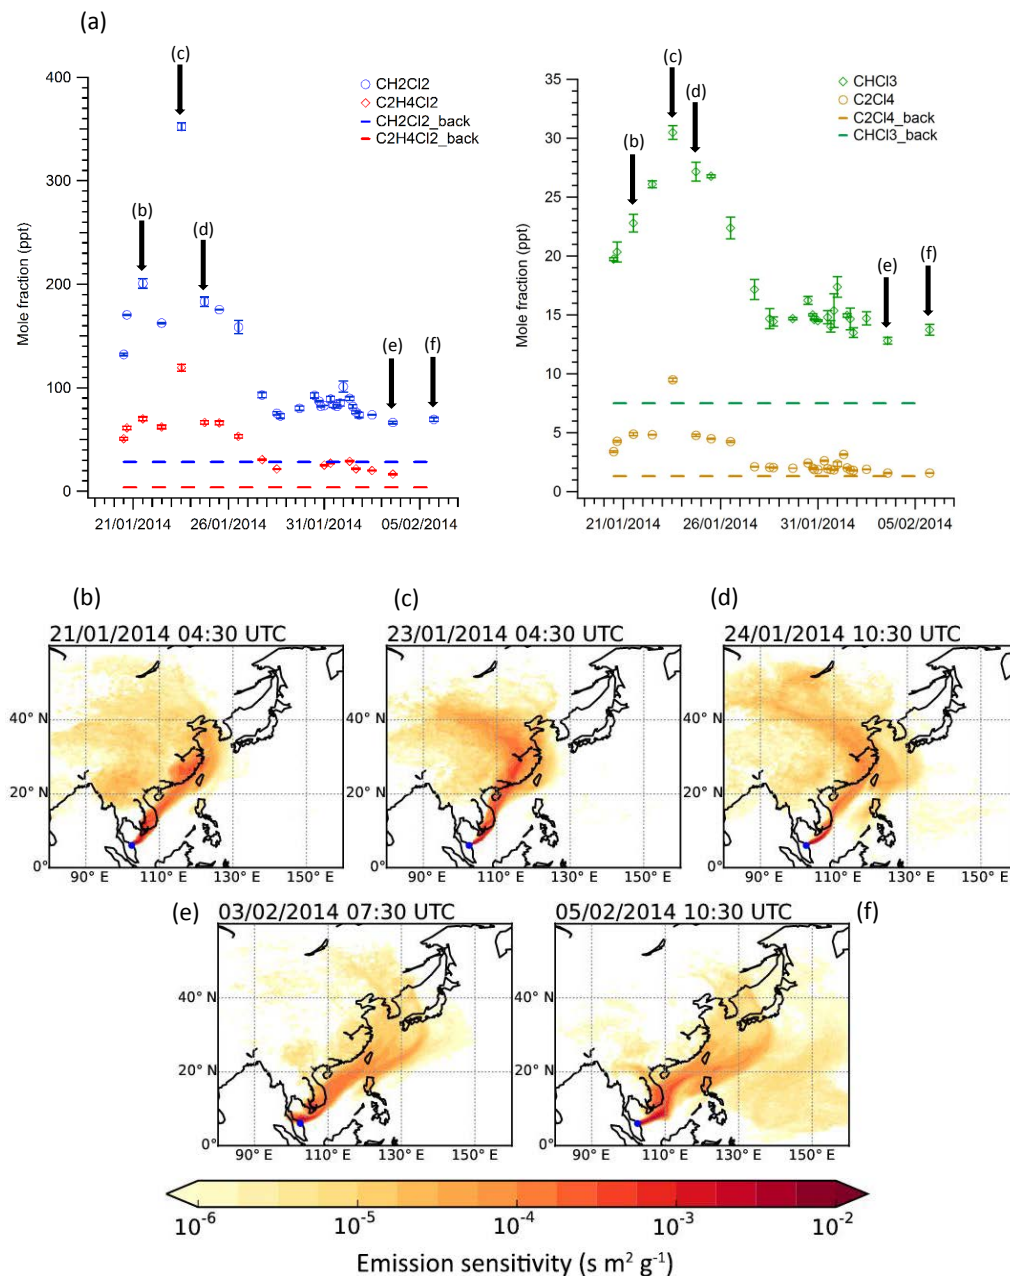 (a)
(c)
(b)
(d)
(e)
(f)
CH2Cl2
C2H4Cl2
CH2Cl2_back
C2H4Cl2_back
Mole fraction (ppt)
400
300
200
100
0
21/01/2014
26/01/2014
31/01/2014
05/02/2014
(c)
(d)
(b)
(e)
(f)
CHCl3
C2Cl4
C2Cl4_back
CHCl3_back
Mole fraction (ppt)
35
30
25
20
15
10
5
0
21/01/2014
26/01/2014
31/01/2014
05/02/2014
(b)
(c)
(d)
21/01/2014 04:30 UTC
23/01/2014 04:30 UTC
24/01/2014 10:30 UTC
40° N
20° N
0°
90° E
110° E
130° E
150° E
40° N
20° N
0°
90° E
110° E
130° E
150° E
40° N
20° N
0°
90° E
110° E
130° E
150° E
(e)
03/02/2014 07:30 UTC
05/02/2014 10:30 UTC
(f)
40° N
20° N
0°
90° E
110° E
130° E
150° E
40° N
20° N
0°
90° E
110° E
130° E
150° E
10⁻⁶
10⁻⁵
10⁻⁴
10⁻³
10⁻²
Emission sensitivity (s m² g⁻¹)